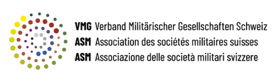 VMG Verband Militärischer Gesellschaften Schweiz
ASM Association des sociétés militaires suisses
ASM Associazione delle società militari svizzere